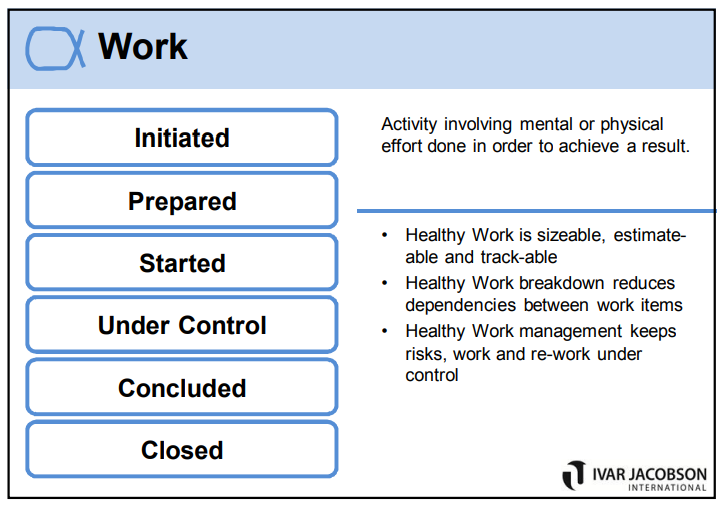 Work
Initiated
Prepared
Started
Under Control
Concluded
Closed
Activity involving mental or physical
effort done in order to achieve a result.
• Healthy Work is sizeable, estimate-
able and track-able
• Healthy Work breakdown reduces
dependencies between work items
• Healthy Work management keeps
risks, work and re-work under
control
IVAR JACOBSON
INTERNATIONAL